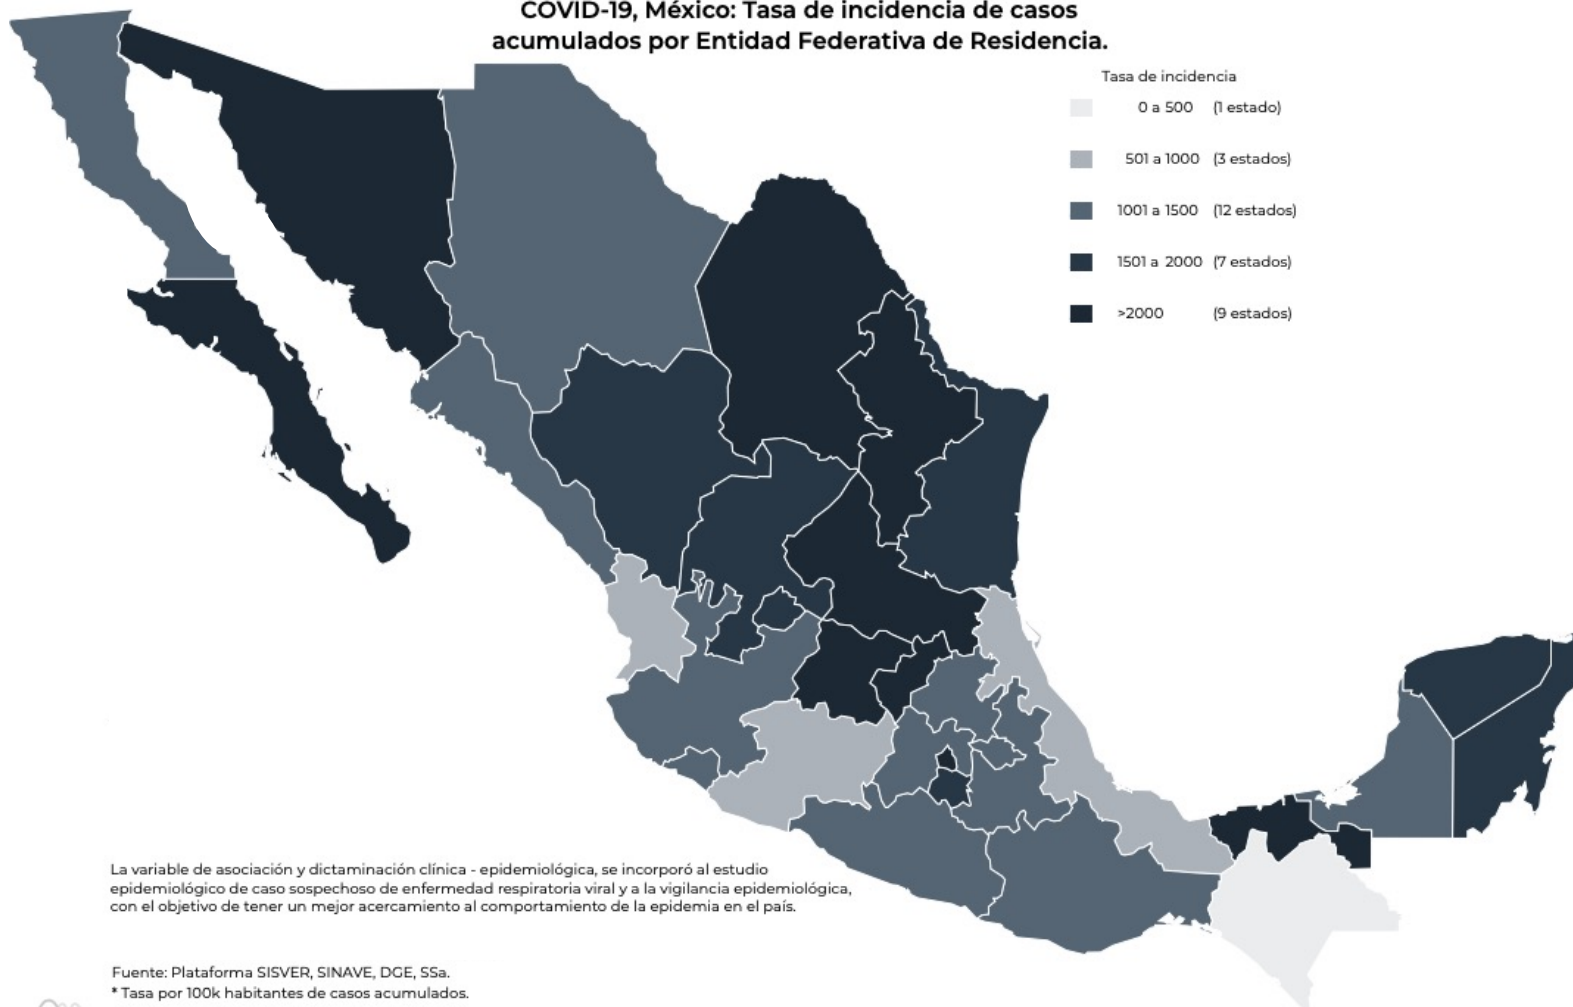 COVID-19, México: Tasa de incidencia de casos
acumulados por Entidad Federativa de Residencia.
Tasa de incidencia
0 a 500 (1 estado)
501 a 1000 (3 estados)
1001 a 1500 (12 estados)
1501 a 2000 (7 estados)
>2000 (9 estados)
La variable de asociación y dictaminación clínica - epidemiológica, se incorporó al estudio
epidemiológico de caso sospechoso de enfermedad respiratoria viral y a la vigilancia epidemiológica,
con el objetivo de tener un mejor acercamiento al comportamiento de la epidemia en el país.
Fuente: Plataforma SISVER, SINAVE, DGE, SSa.
* Tasa por 100k habitantes de casos acumulados.